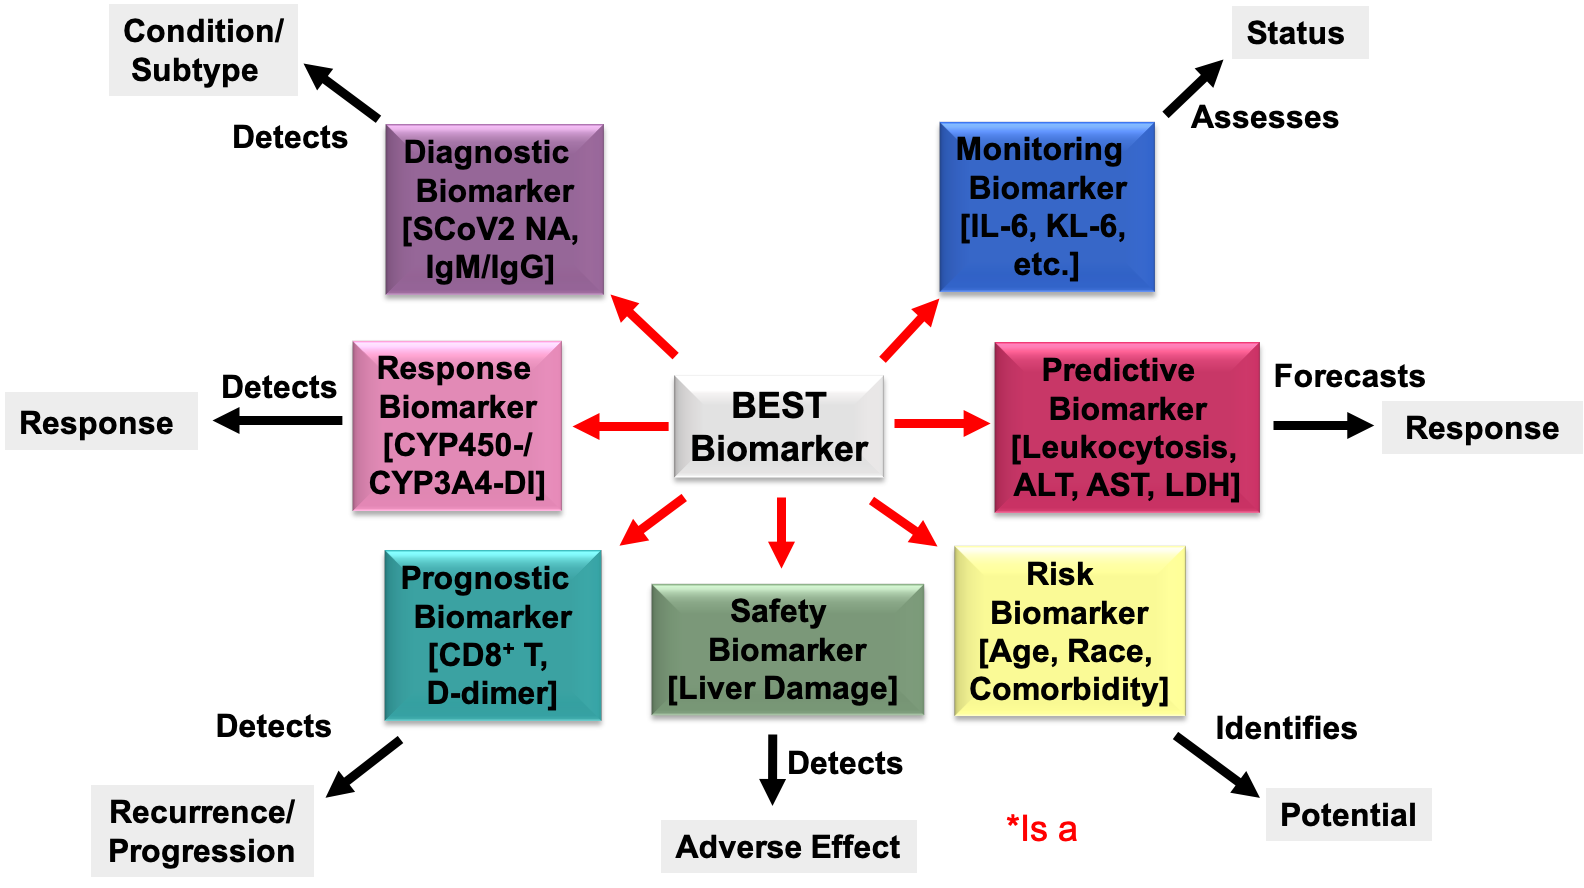 Condition/
Subtype
Detects
Diagnostic
Biomarker
[SCoV2 NA,
IgM/IgG]
Status
Assesses
Monitoring
Biomarker
[IL-6, KL-6,
etc.]
Response
Detects
Response
Biomarker
[CYP450-/
CYP3A4-DI]
BEST
Biomarker
Predictive
Biomarker
[Leukocytosis,
ALT, AST, LDH]
Forecasts
Response
Prognostic
Biomarker
[CD8⁺ T,
D-dimer]
Detects
Recurrence/
Progression
Safety
Biomarker
[Liver Damage]
Detects
Adverse Effect
Risk
Biomarker
[Age, Race,
Comorbidity]
Identifies
Potential
*Is a